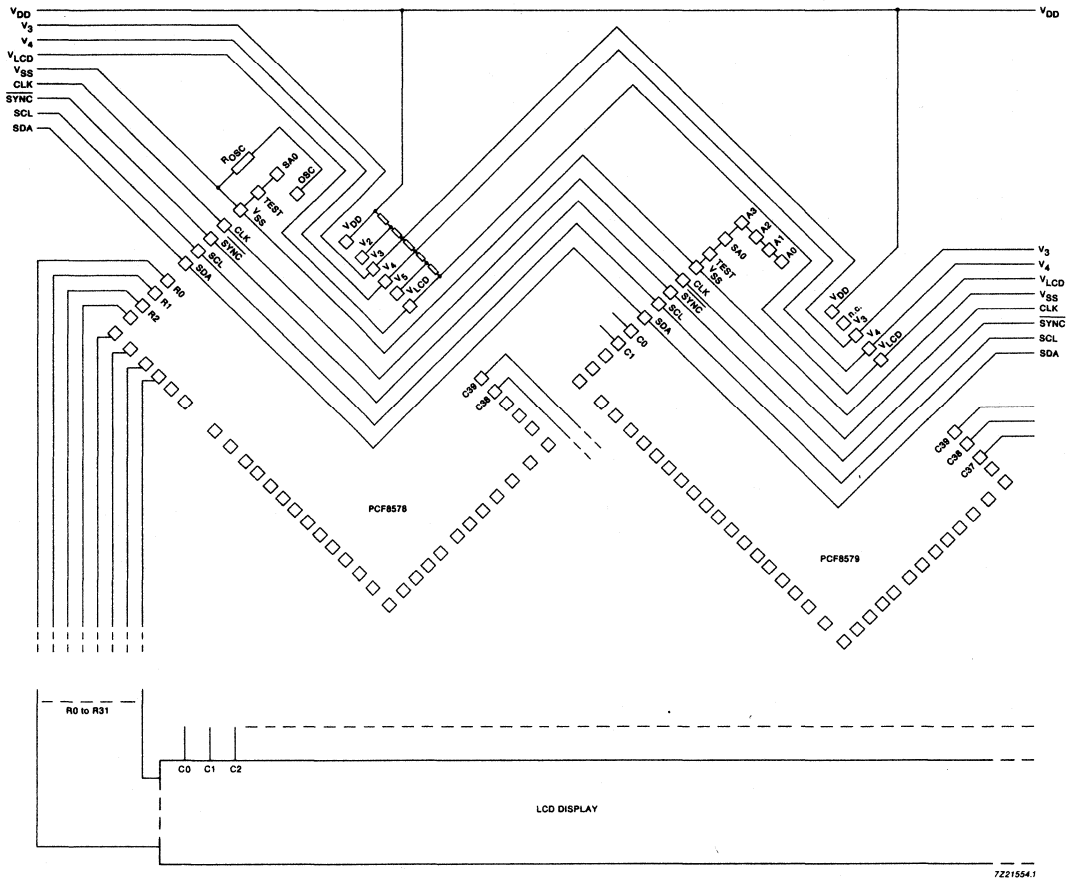 VDD
V3
V4
VLCD
VSS
CLK
SYNC
SCL
SDA
VDD
ROSC
SA0
OSC
TEST
VSS
CLK
SYNC
SCL
SDA
R0
R1
R2
VDD
V2
V3
V4
V5
VLCD
A3
A2
A1
A0
SA0
TEST
VSS
CLK
SYNC
SCL
SDA
C0
C1
VDD
n.c.
V3
V4
VLCD
V3
V4
VLCD
VSS
CLK
SYNC
SCL
SDA
C39
C38
C39
C38
C37
PCF8578
PCF8579
R0 to R31
C0 C1 C2
LCD DISPLAY
7Z21554.1